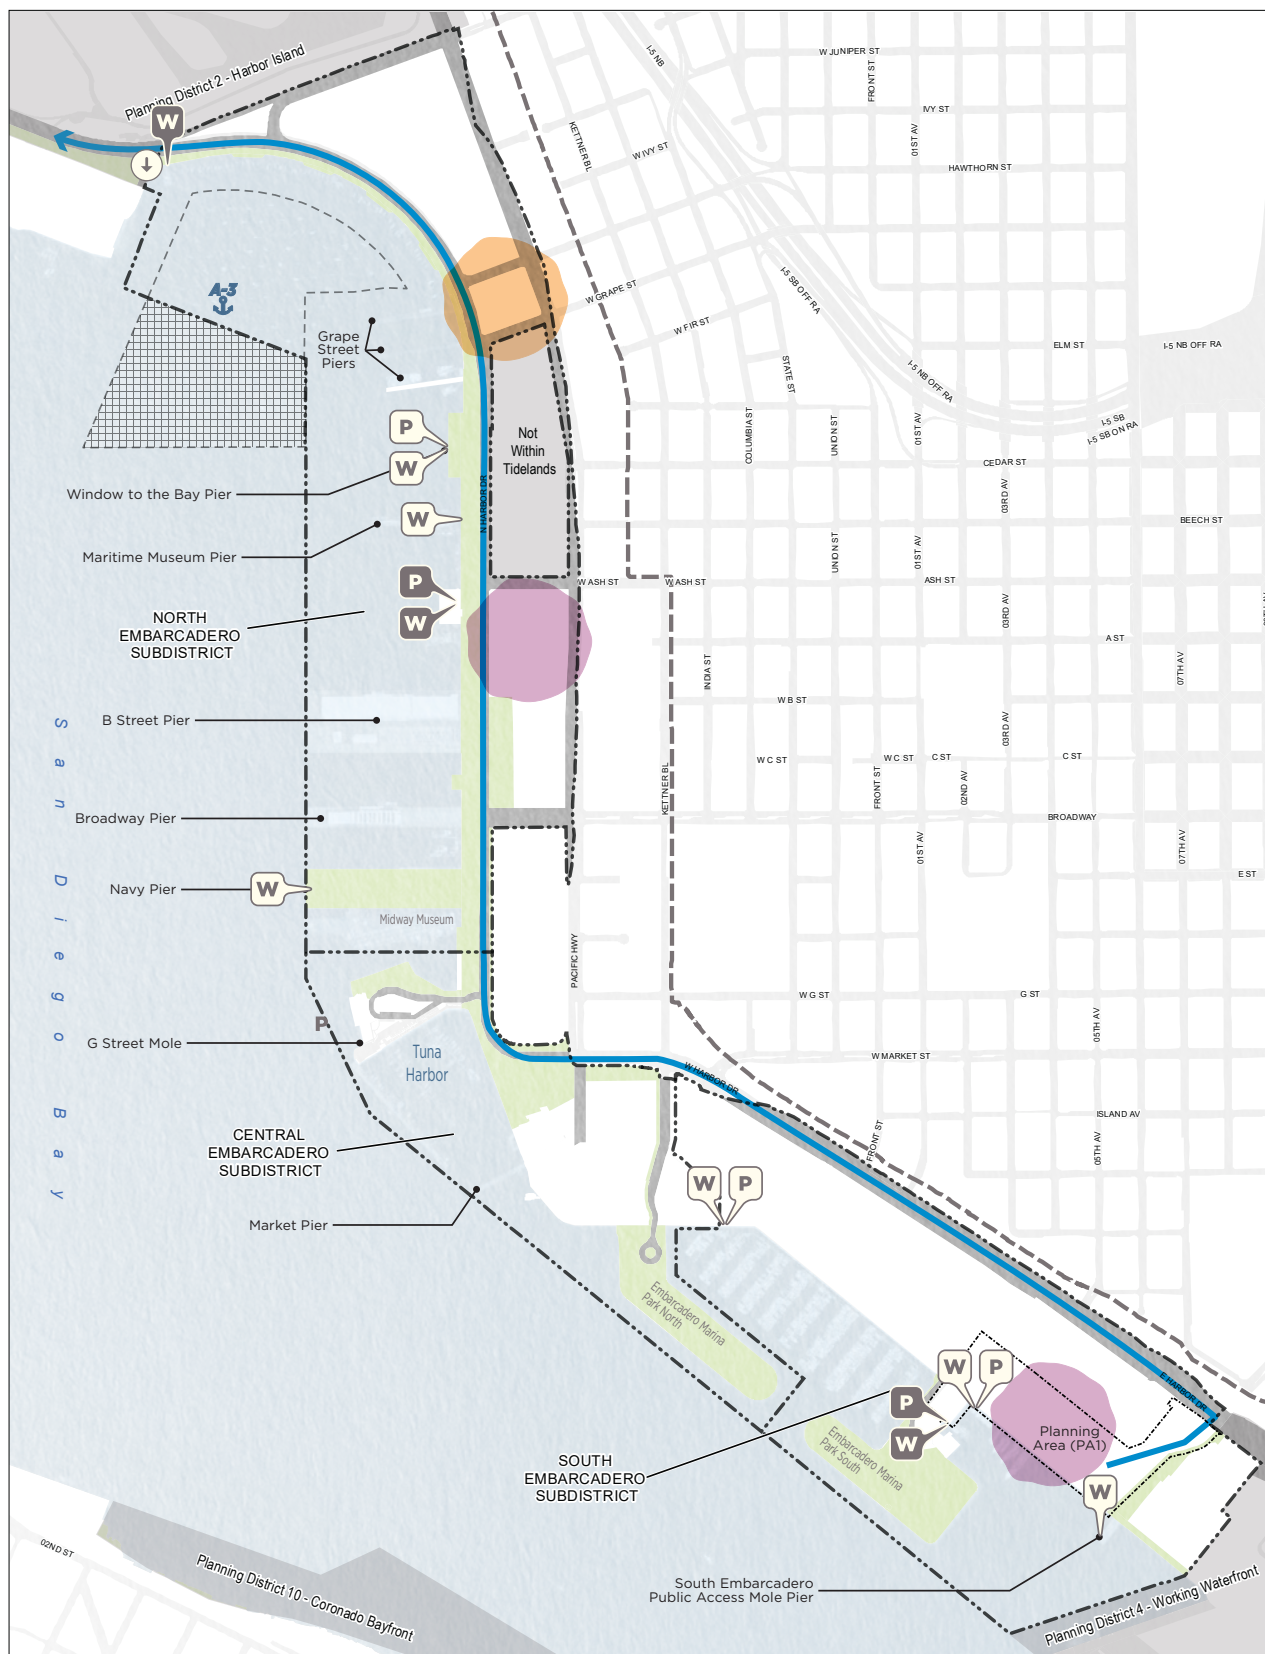 Planning District 2 - Harbor Island
W
I-5 NB
W JUNIPER ST
FRONT ST
IVY ST
01ST AV
KETTNER BL
W IVY ST
HAWTHORN ST
A-3
W GRAPE ST
I-5 SB OFF RA
W FIR ST
Grape
Street
Piers
ELM ST
I-5 NB OFF RA
STATE ST
I-5 NB OFF RA
P
W
Not
Within
Tidelands
COLUMBIA ST
UNION ST
01ST AV
I-5 SB
I-5 SB ON RA
CEDAR ST
Window to the Bay Pier
N HARBOR DR
03RD AV
W
BEECH ST
Maritime Museum Pier
UNION ST
01ST AV
P
W
W ASH ST
W ASH ST
ASH ST
03RD AV
NORTH
EMBARCADERO
SUBDISTRICT
A ST
INDIA ST
07TH AV
W B ST
B Street Pier
03RD AV
W C ST
W C ST
C ST
C ST
KETTNER BL
FRONT ST
02ND AV
Broadway Pier
BROADWAY
01ST AV
07TH AV
Navy Pier
W
E ST
Midway Museum
San Diego Bay
PACIFIC HWY
W G ST
G ST
P
05TH AV
G Street Mole
Tuna
Harbor
W MARKET ST
W HARBOR DR
ISLAND AV
FRONT ST
05TH AV
CENTRAL
EMBARCADERO
SUBDISTRICT
W
P
Market Pier
Embarcadero Marina
Park North
W
P
E HARBOR DR
P
W
Planning
Area (PA1)
Embarcadero Marina
Park South
SOUTH
EMBARCADERO
SUBDISTRICT
W
02ND ST
Planning District 10 - Coronado Bayfront
South Embarcadero
Public Access Mole Pier
Planning District 4 - Working Waterfront